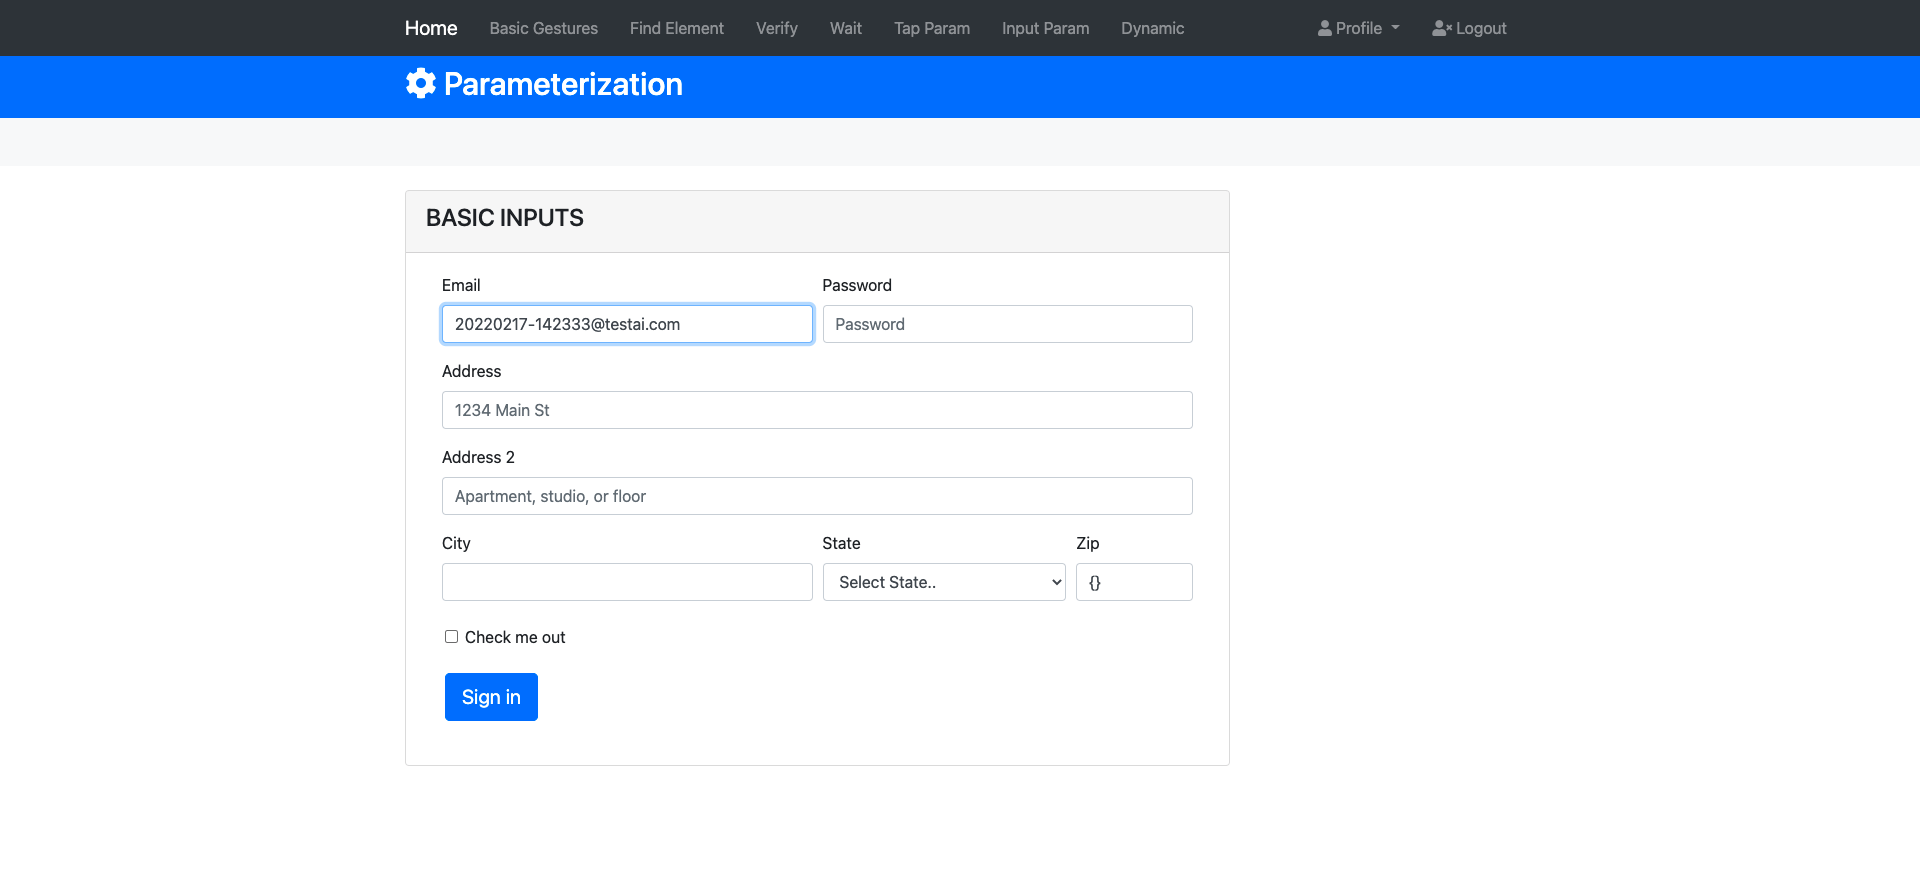 Home Basic Gestures Find Element Verify Wait Tap Param Input Param Dynamic Profile Logout
Parameterization
BASIC INPUTS
Email Password
20220217-142333@testai.com Password
Address
1234 Main St
Address 2
Apartment, studio, or floor
City State Zip
Select State.. {}
Check me out
Sign in